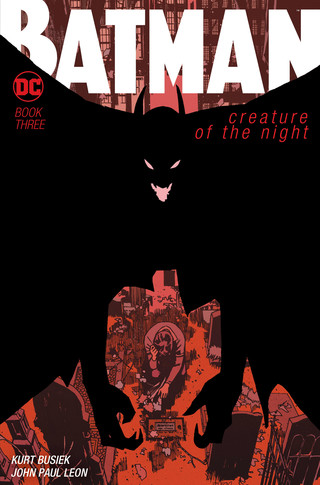 BATMAN
DC
BOOK
THREE
creature
of the night
KURT BUSIEK
JOHN PAUL LEON